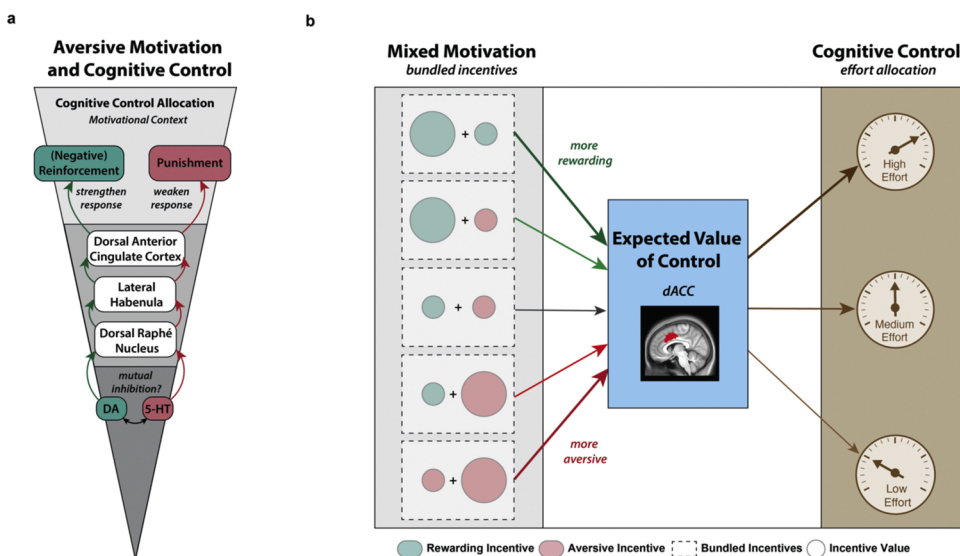 a
Aversive Motivation
and Cognitive Control
Cognitive Control Allocation
Motivational Context
(Negative)
Reinforcement
Punishment
strengthen
response
weaken
response
Dorsal Anterior
Cingulate Cortex
Lateral
Habenula
Dorsal Raphé
Nucleus
mutual
inhibition?
DA
5-HT
b
Mixed Motivation
bundled incentives
Cognitive Control
effort allocation
+
+
+
+
+
more
rewarding
more
aversive
Expected Value
of Control
dACC
High
Effort
Medium
Effort
Low
Effort
Rewarding Incentive
Aversive Incentive
Bundled Incentives
Incentive Value